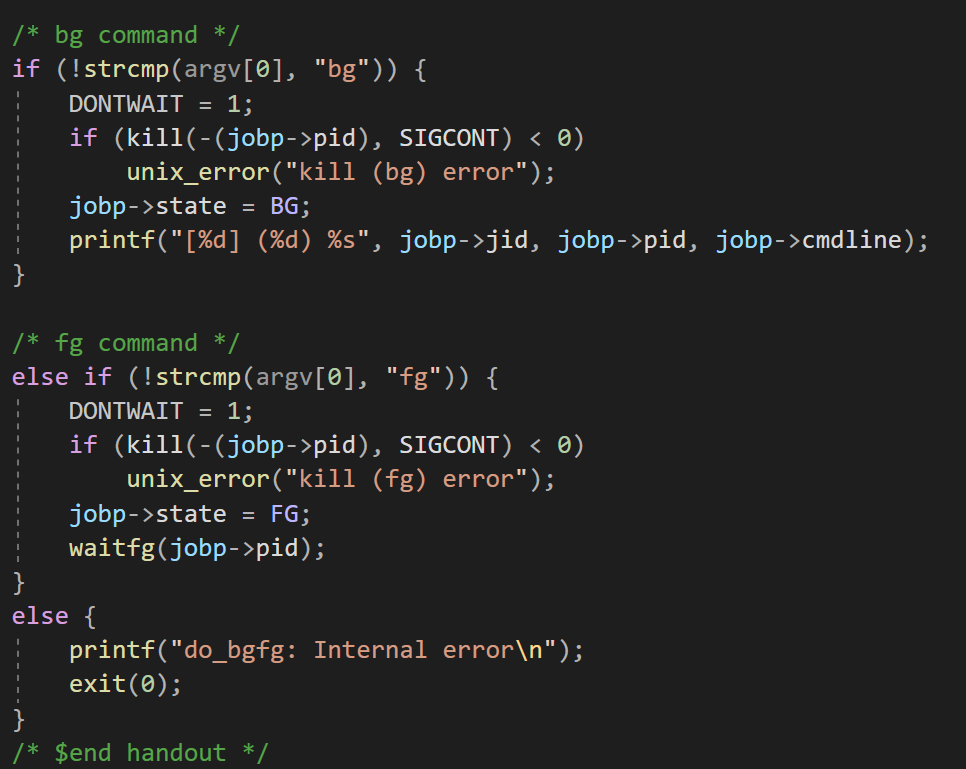 /* bg command */
if (!strcmp(argv[0], "bg")) {
    DONTWAIT = 1;
    if (kill(-(jobp->pid), SIGCONT) < 0)
        unix_error("kill (bg) error");
    jobp->state = BG;
    printf("[%d] (%d) %s", jobp->jid, jobp->pid, jobp->cmdline);
}

/* fg command */
else if (!strcmp(argv[0], "fg")) {
    DONTWAIT = 1;
    if (kill(-(jobp->pid), SIGCONT) < 0)
        unix_error("kill (fg) error");
    jobp->state = FG;
    waitfg(jobp->pid);
}
else {
    printf("do_bgfg: Internal error\n");
    exit(0);
}
/* $end handout */